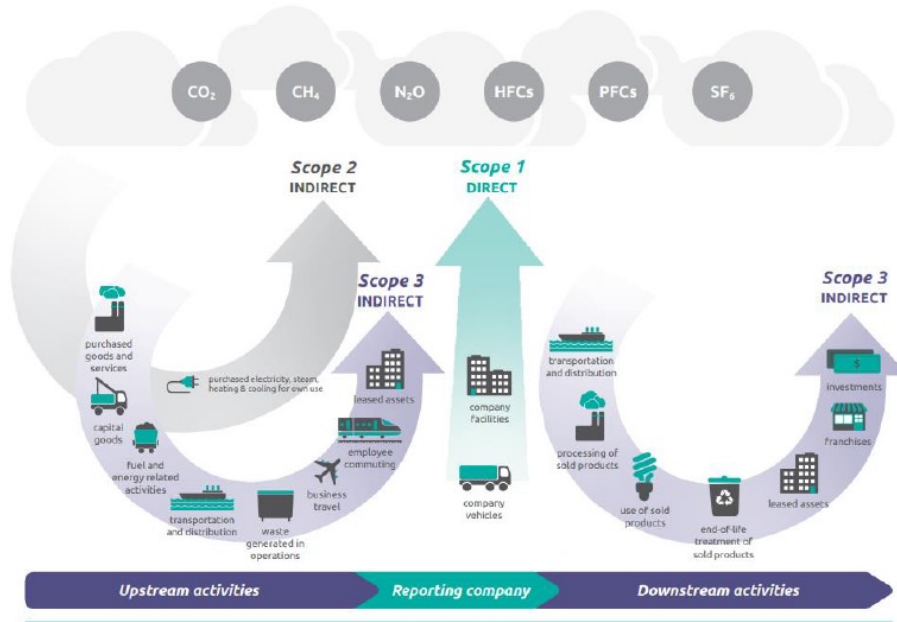 CO₂
CH₄
N₂O
HFCs
PFCs
SF₆
Scope 2
INDIRECT
Scope 1
DIRECT
Scope 3
INDIRECT
Scope 3
INDIRECT
purchased
goods and
services
capital
goods
fuel and
energy related
activities
transportation
and distribution
waste
generated in
operations
business
travel
employee
commuting
leased assets
purchased electricity, steam,
heating & cooling for own use
company
facilities
company
vehicles
transportation
and distribution
processing of
sold products
use of sold
products
end-of-life
treatment of
sold products
leased assets
franchises
investments
$
Upstream activities
Reporting company
Downstream activities